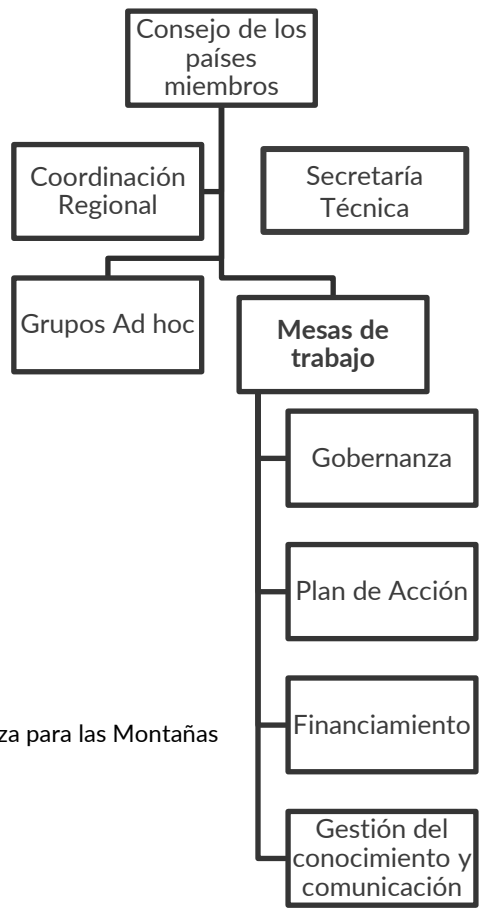 Consejo de los
países
miembros
Coordinación
Regional
Secretaría
Técnica
Grupos Ad hoc
Mesas de
trabajo
Gobernanza
Plan de Acción
Financiamiento
za para las Montañas
Gestión del
conocimiento y
comunicación